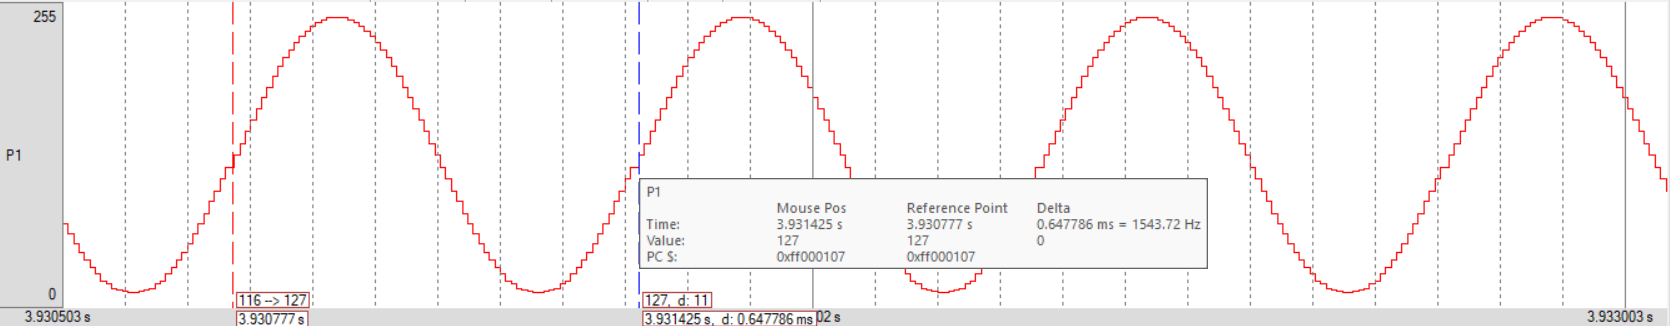 255
P1
0
P1
Mouse Pos Reference Point Delta
Time: 3.931425 s 3.930777 s 0.647786 ms = 1543.72 Hz
Value: 127 127 0
PC $: 0xff000107 0xff000107
116 --> 127
127, d: 11
3.930503 s
3.930777 s
3.931425 s, d: 0.647786 ms
02 s
3.933003 s